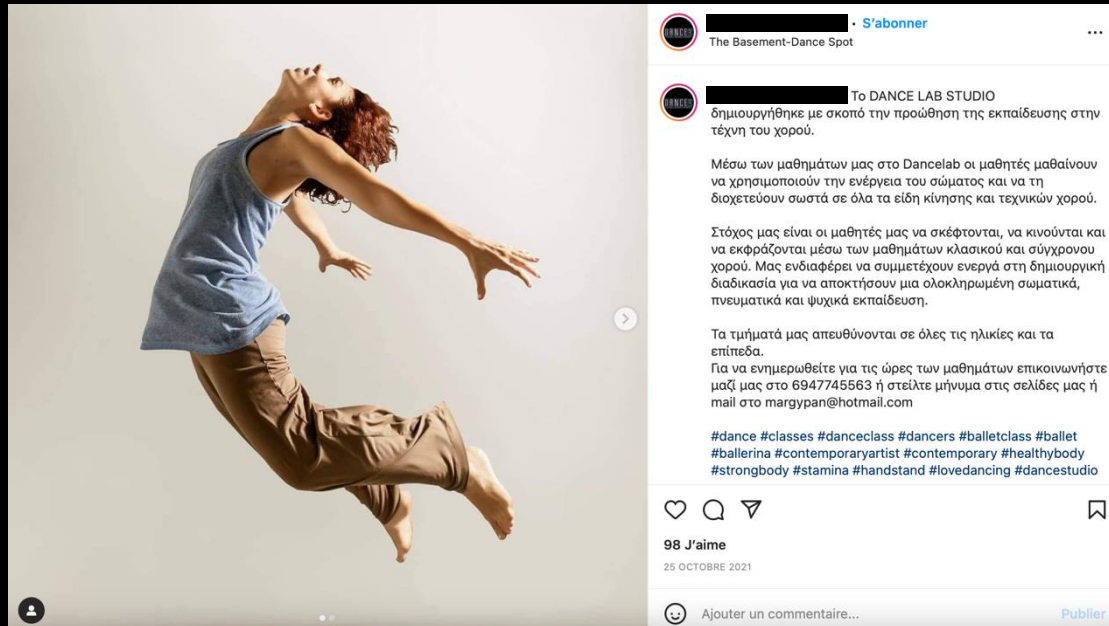 DANCE
• S'abonner
The Basement-Dance Spot
DANCE
Το DANCE LAB STUDIO
δημιουργήθηκε με σκοπό την προώθηση της εκπαίδευσης στην
τέχνη του χορού.
Μέσω των μαθημάτων μας στο Dancelab οι μαθητές μαθαίνουν
να χρησιμοποιούν την ενέργεια του σώματος και να τη
διοχετεύουν σωστά σε όλα τα είδη κίνησης και τεχνικών χορού.
Στόχος μας είναι οι μαθητές μας να σκέφτονται, να κινούνται και
να εκφράζονται μέσω των μαθημάτων κλασικού και σύγχρονου
χορού. Μας ενδιαφέρει να συμμετέχουν ενεργά στη δημιουργική
διαδικασία για να αποκτήσουν μια ολοκληρωμένη σωματικά,
πνευματικά και ψυχικά εκπαίδευση.
Τα τμήματά μας απευθύνονται σε όλες τις ηλικίες και τα
επίπεδα.
Για να ενημερωθείτε για τις ώρες των μαθημάτων επικοινωνήστε
μαζί μας στο 6947745563 ή στείλτε μήνυμα στις σελίδες μας ή
mail στο margypan@hotmail.com
#dance #classes #danceclass #dancers #balletclass #ballet
#ballerina #contemporaryartist #contemporary #healthybody
#strongbody #stamina #handstand #lovedancing #dancestudio
98 J'aime
25 OCTOBRE 2021
Ajouter un commentaire...
Publier